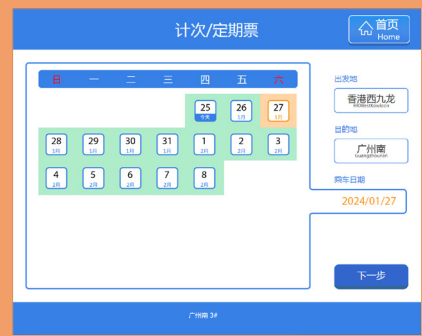 计次/定期票
首页
Home
日 一 二 三 四 五 六
25 26 27
今天 1月 1月
28 29 30 31 1 2 3
1月 1月 1月 1月 2月 2月 2月
4 5 6 7 8
2月 2月 2月 2月 2月
出发地
香港西九龙
HKWestKowloon
目的地
广州南
GuangzhouNan
乘车日期
2024/01/27
下一步
广州南 3#